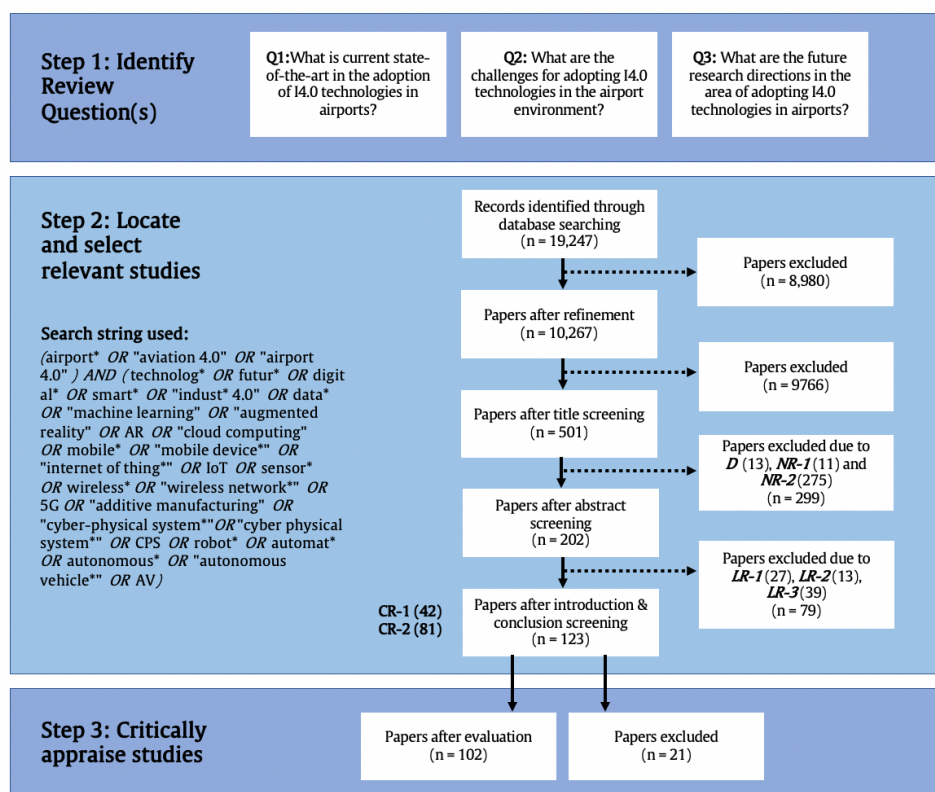 Step 1: Identify
Review
Question(s)
Q1:What is current state-
of-the-art in the adoption
of I4.0 technologies in
airports?
Q2: What are the
challenges for adopting I4.0
technologies in the airport
environment?
Q3: What are the future
research directions in the
area of adopting I4.0
technologies in airports?
Step 2: Locate
and select
relevant studies
Search string used:
(airport* OR "aviation 4.0" OR "airport
4.0" ) AND ( technolog* OR futur* OR digit
al* OR smart* OR "indust* 4.0" OR data*
OR "machine learning" OR "augmented
reality" OR AR OR "cloud computing"
OR mobile* OR "mobile device*" OR
"internet of thing*" OR IoT OR sensor*
OR wireless* OR "wireless network*" OR
5G OR "additive manufacturing" OR
"cyber-physical system*"OR"cyber physical
system*" OR CPS OR robot* OR automat*
OR autonomous* OR "autonomous
vehicle*" OR AV)
Records identified through
database searching
(n = 19,247)
Papers excluded
(n = 8,980)
Papers after refinement
(n = 10,267)
Papers excluded
(n = 9766)
Papers after title screening
(n = 501)
Papers excluded due to
D (13), NR-1 (11) and
NR-2 (275)
(n = 299)
Papers after abstract
screening
(n = 202)
Papers excluded due to
LR-1 (27), LR-2 (13),
LR-3 (39)
(n = 79)
CR-1 (42)
CR-2 (81)
Papers after introduction &
conclusion screening
(n = 123)
Step 3: Critically
appraise studies
Papers after evaluation
(n = 102)
Papers excluded
(n = 21)